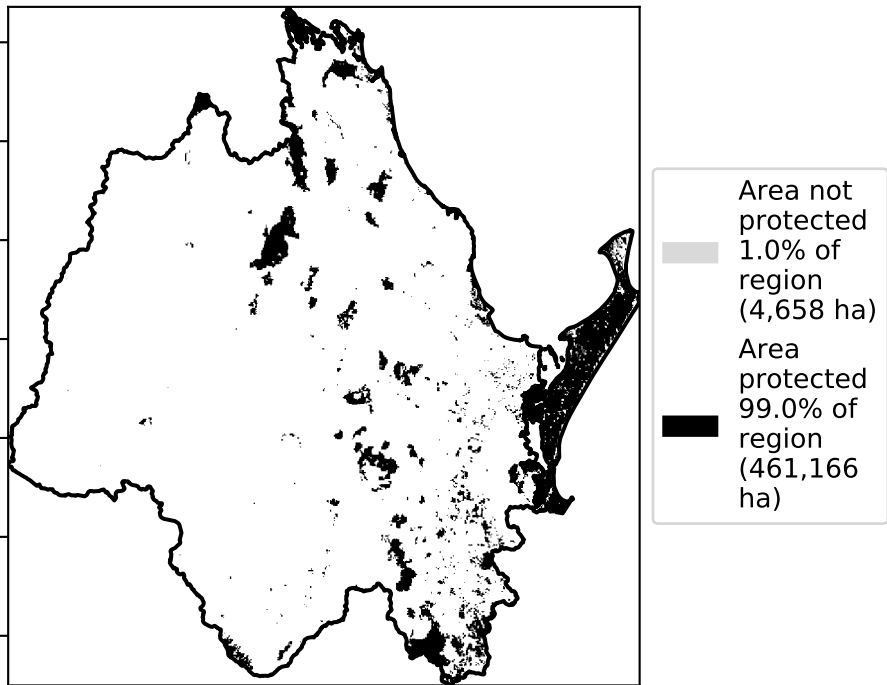 Area not
protected
1.0% of
region
(4,658 ha)
Area
protected
99.0% of
region
(461,166
ha)